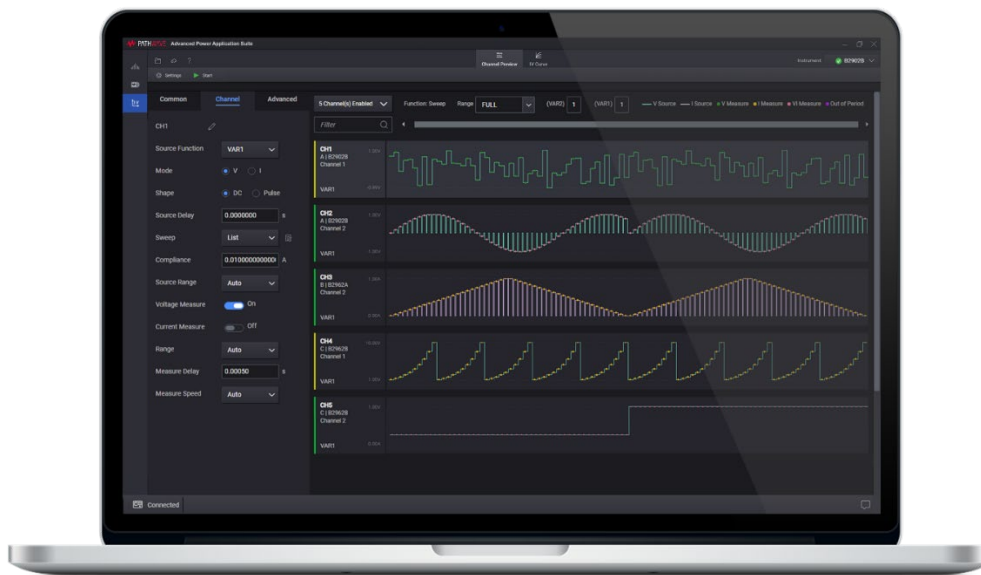 PATHWAVE Advanced Power Application Suite
Channel Preview
IV Curve
Instrument: B2902B
Settings Start
Common Channel Advanced
5 Channel(s) Enabled Function: Sweep Range FULL (VAR2) 1 (VAR1) 1 V Source I Source V Measure I Measure VI Measure Out of Period
Filter
CH1
Source Function VAR1
Mode V I
Shape DC Pulse
Source Delay 0.0000000 s
Sweep List
Compliance 0.010000000000 A
Source Range Auto
Voltage Measure On
Current Measure Off
Range Auto
Measure Delay 0.00050 s
Measure Speed Auto
CH1
A | B2902B
Channel 1
VAR1
CH2
A | B2902B
Channel 2
VAR1
CH3
B | B2962A
Channel 2
VAR1
CH4
C | B2962B
Channel 1
VAR1
CH5
C | B2962B
Channel 2
VAR1
Connected